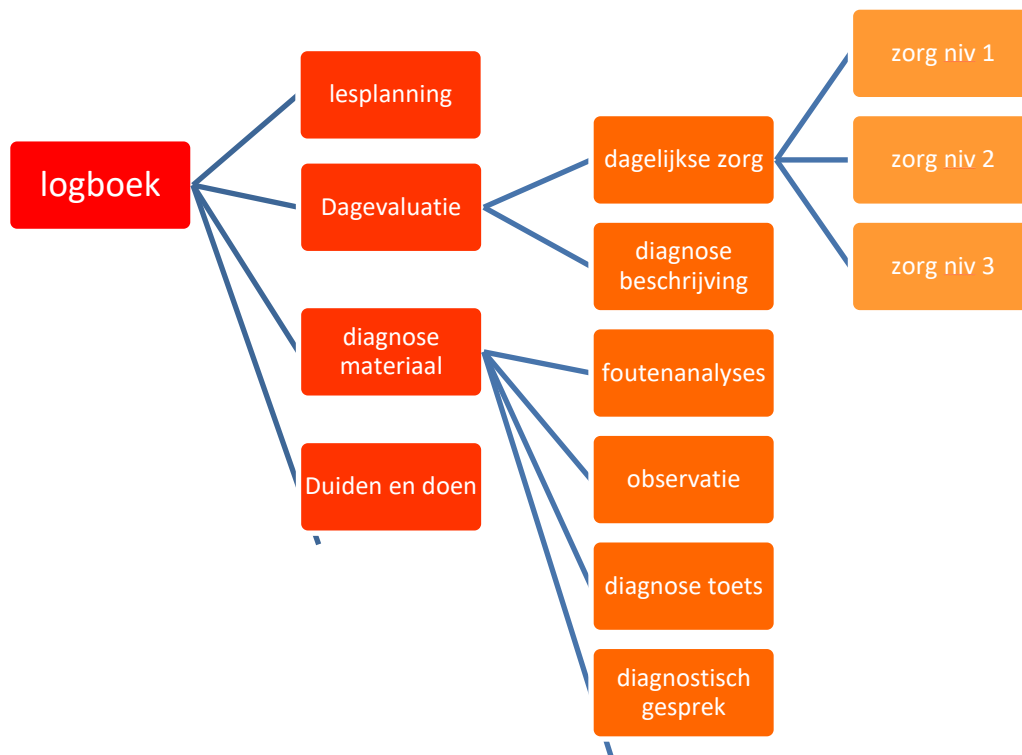 logboek
lesplanning
Dagevaluatie
diagnose
materiaal
Duiden en doen
dagelijkse zorg
diagnose
beschrijving
foutenanalyses
observatie
diagnose toets
diagnostisch
gesprek
zorg niv 1
zorg niv 2
zorg niv 3